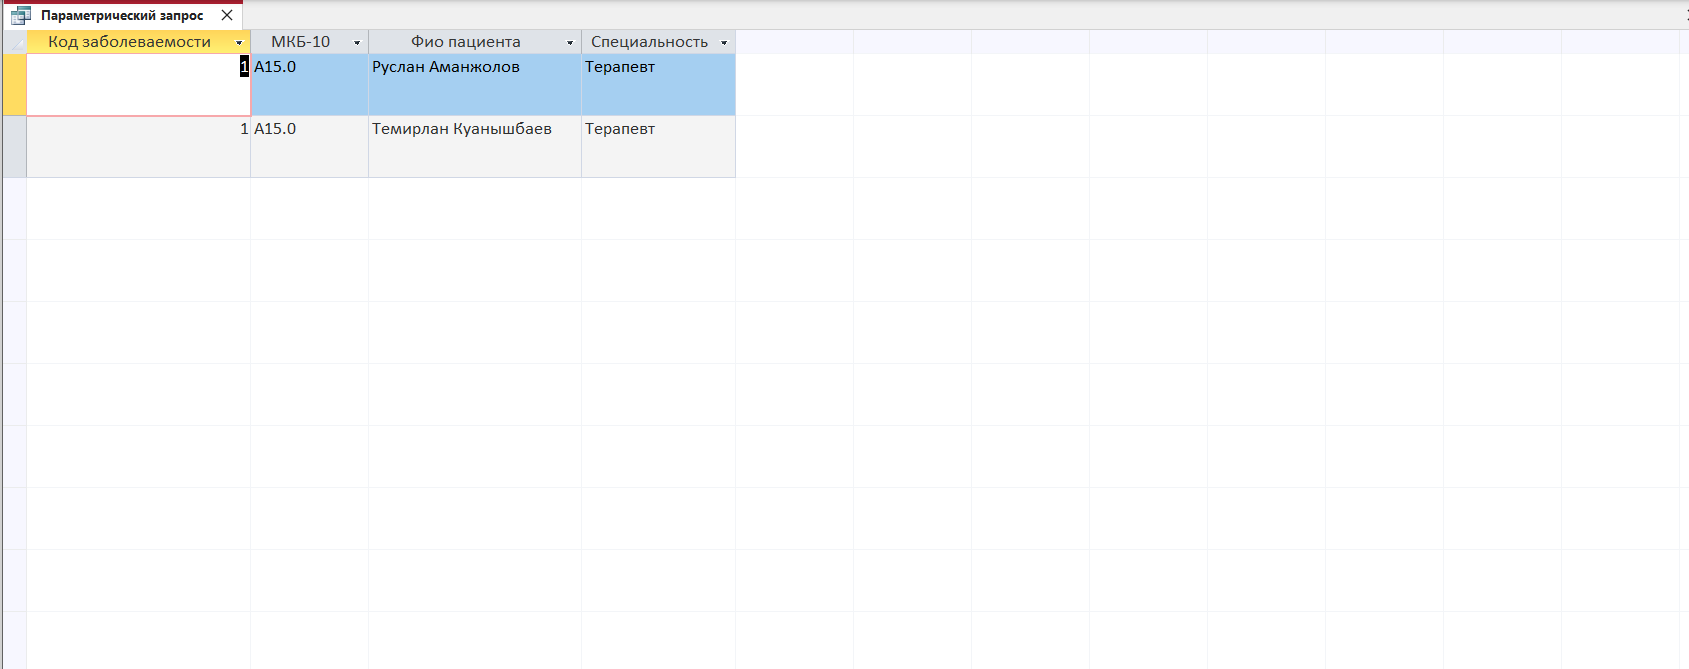 Параметрический запрос
Код заболеваемости МКБ-10 Фио пациента Специальность
1 A15.0 Руслан Аманжолов Терапевт
1 A15.0 Темирлан Куанышбаев Терапевт